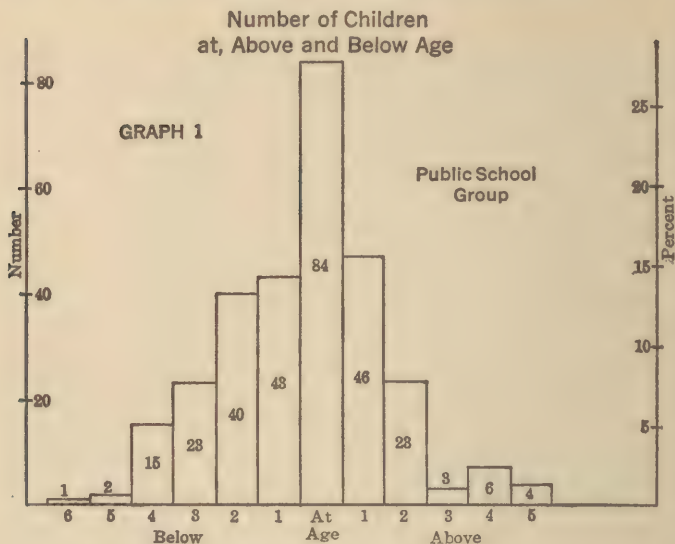 Number of Children
at, Above and Below Age
GRAPH 1
Public School
Group
Number
80
60
40
20
Percent
25
20
15
10
5
1
2
15
23
40
43
84
46
23
3
6
4
6 5 4 3 2 1 At Age 1 2 3 4 5
Below
Above